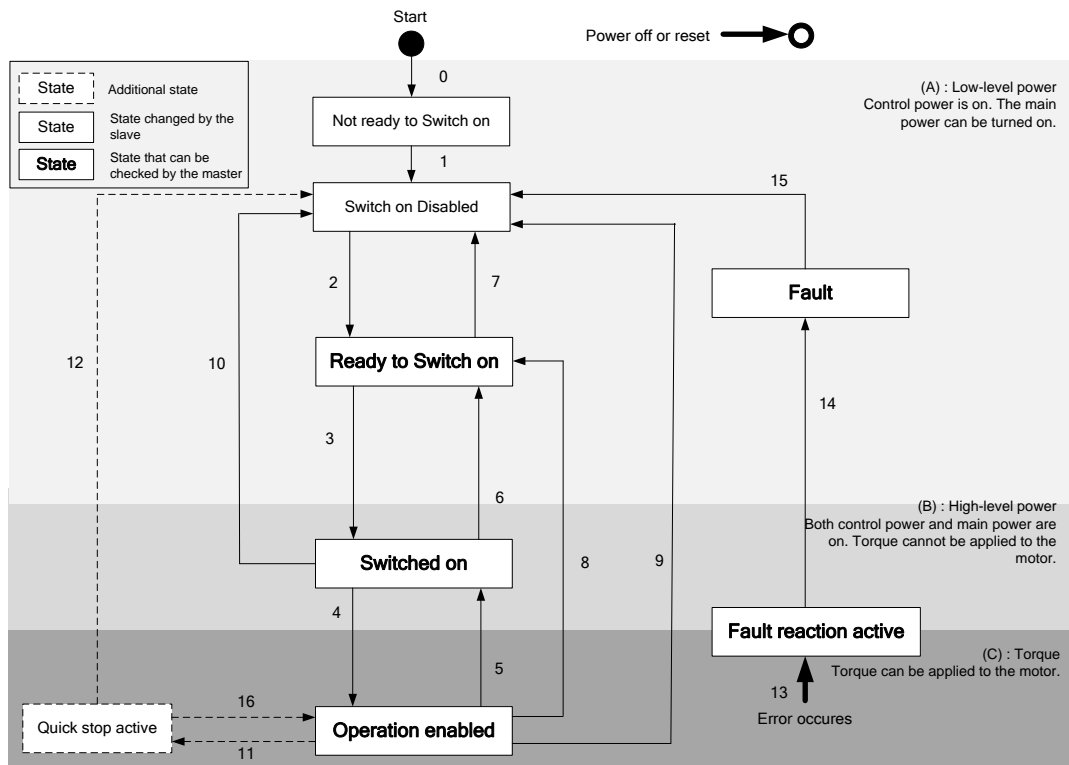 Start
Power off or reset
0
State
Additional state
State
State changed by the
slave
State
State that can be
checked by the master
(A) : Low-level power
Control power is on. The main
power can be turned on.
Not ready to Switch on
1
15
Switch on Disabled
2
7
Fault
12
10
Ready to Switch on
14
3
6
(B) : High-level power
Both control power and main power are
on. Torque cannot be applied to the
motor.
Switched on
8
9
4
Fault reaction active
5
(C) : Torque
Torque can be applied to the motor.
13
Error occures
16
Quick stop active
Operation enabled
11